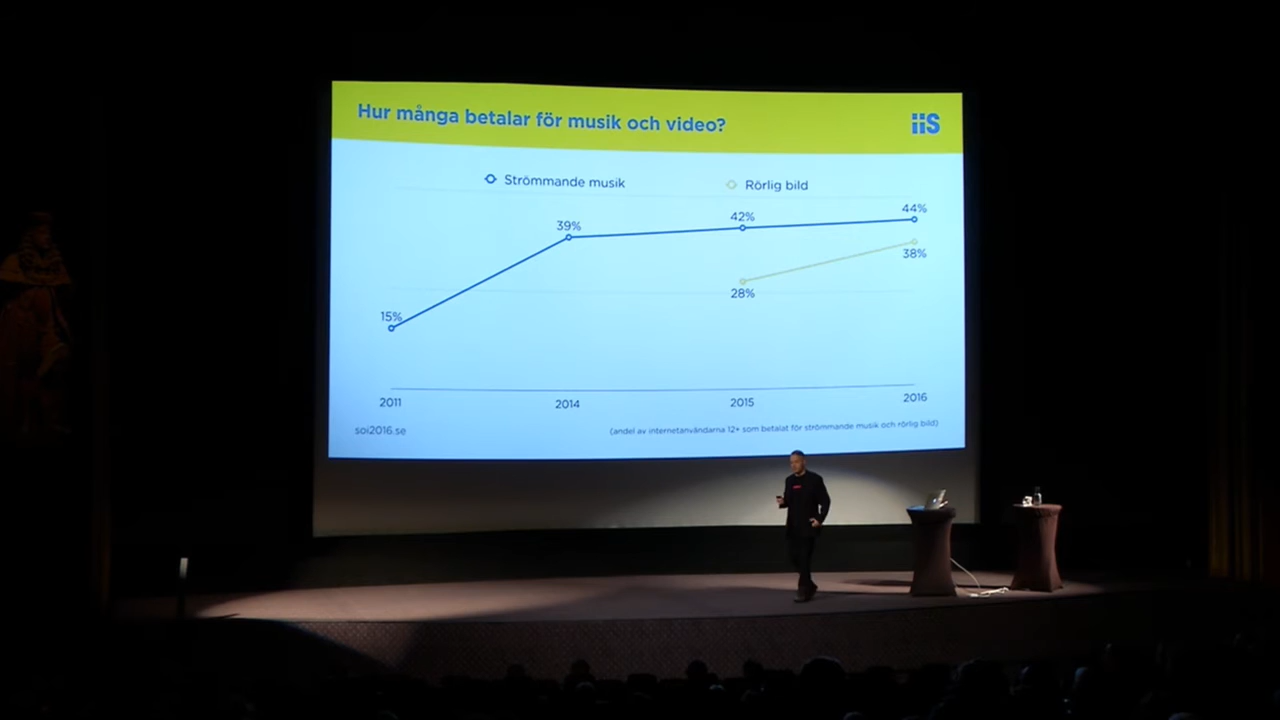 Hur många betalar för musik och video?
iis
Strömmande musik
Rörlig bild
15%
39%
42%
44%
28%
38%
2011
2014
2015
2016
soi2016.se
(andel av internetanvändarna 12+ som betalat för strömmande musik och rörlig bild)